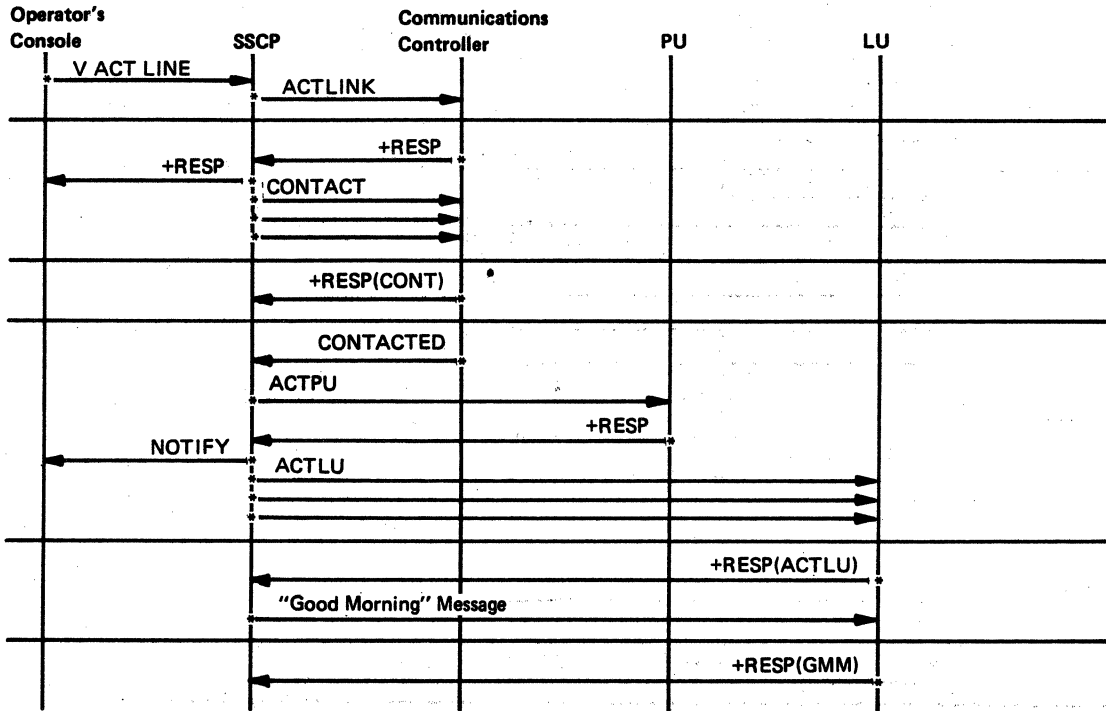 Operator's
Console
SSCP
Communications
Controller
PU
LU
V ACT LINE
ACTLINK
+RESP
+RESP
CONTACT
+RESP(CONT)
CONTACTED
ACTPU
+RESP
NOTIFY
ACTLU
+RESP(ACTLU)
"Good Morning" Message
+RESP(GMM)